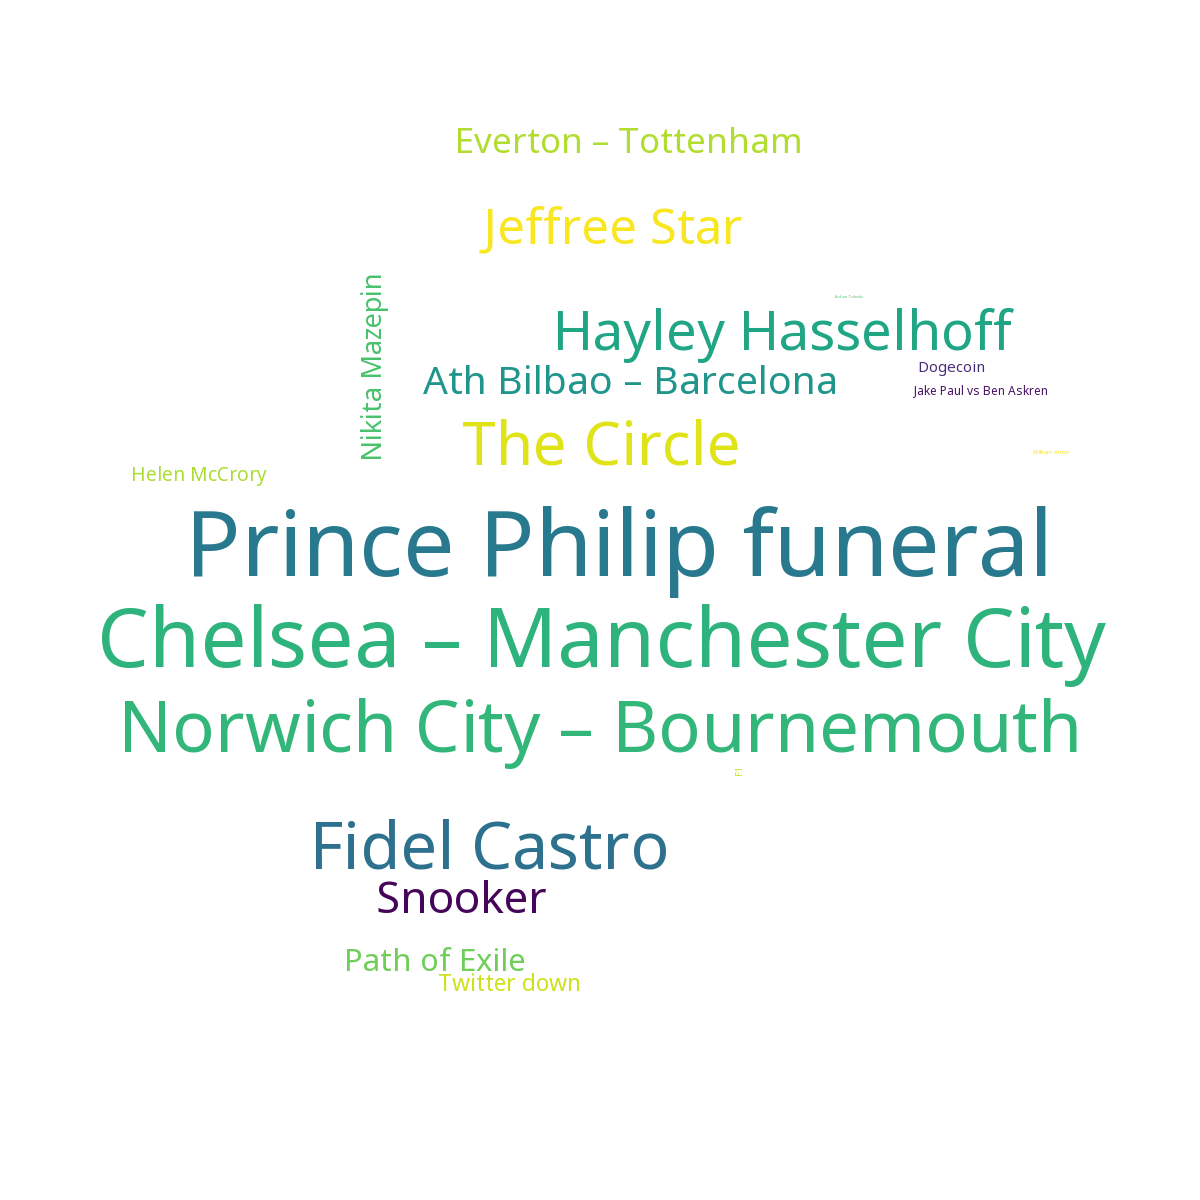 Everton – Tottenham
Jeffree Star
Nikita Mazepin
Hayley Hasselhoff
Dogecoin
Ath Bilbao – Barcelona
Jake Paul vs Ben Askren
The Circle
Helen McCrory
Prince Philip funeral
Chelsea – Manchester City
Norwich City – Bournemouth
F1
Fidel Castro
Snooker
Path of Exile
Twitter down